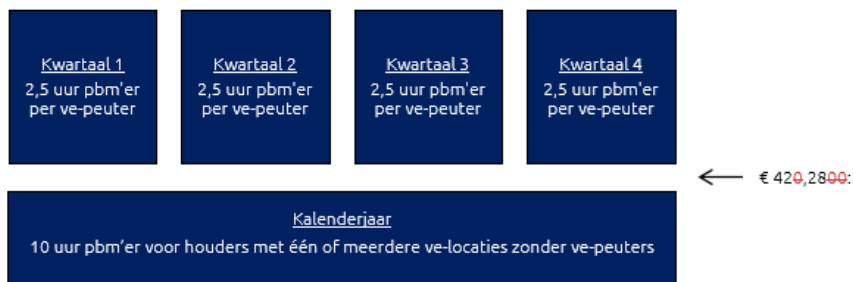 Kwartaal 1
2,5 uur pbm'er
per ve-peuter
Kwartaal 2
2,5 uur pbm'er
per ve-peuter
Kwartaal 3
2,5 uur pbm'er
per ve-peuter
Kwartaal 4
2,5 uur pbm'er
per ve-peuter
€ 420,2800:
Kalenderjaar
10 uur pbm’er voor houders met één of meerdere ve-locaties zonder ve-peuters